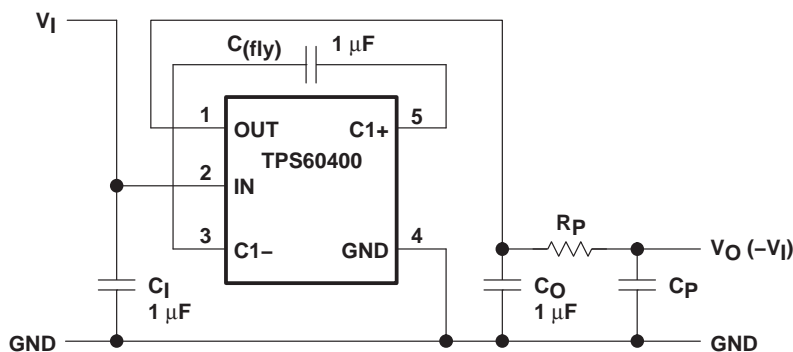 VI
C(fly) 1 µF
1 OUT C1+ 5
TPS60400
2 IN
3 C1− GND 4
RP
VO (−VI)
CI
1 µF
CO
1 µF
CP
GND GND